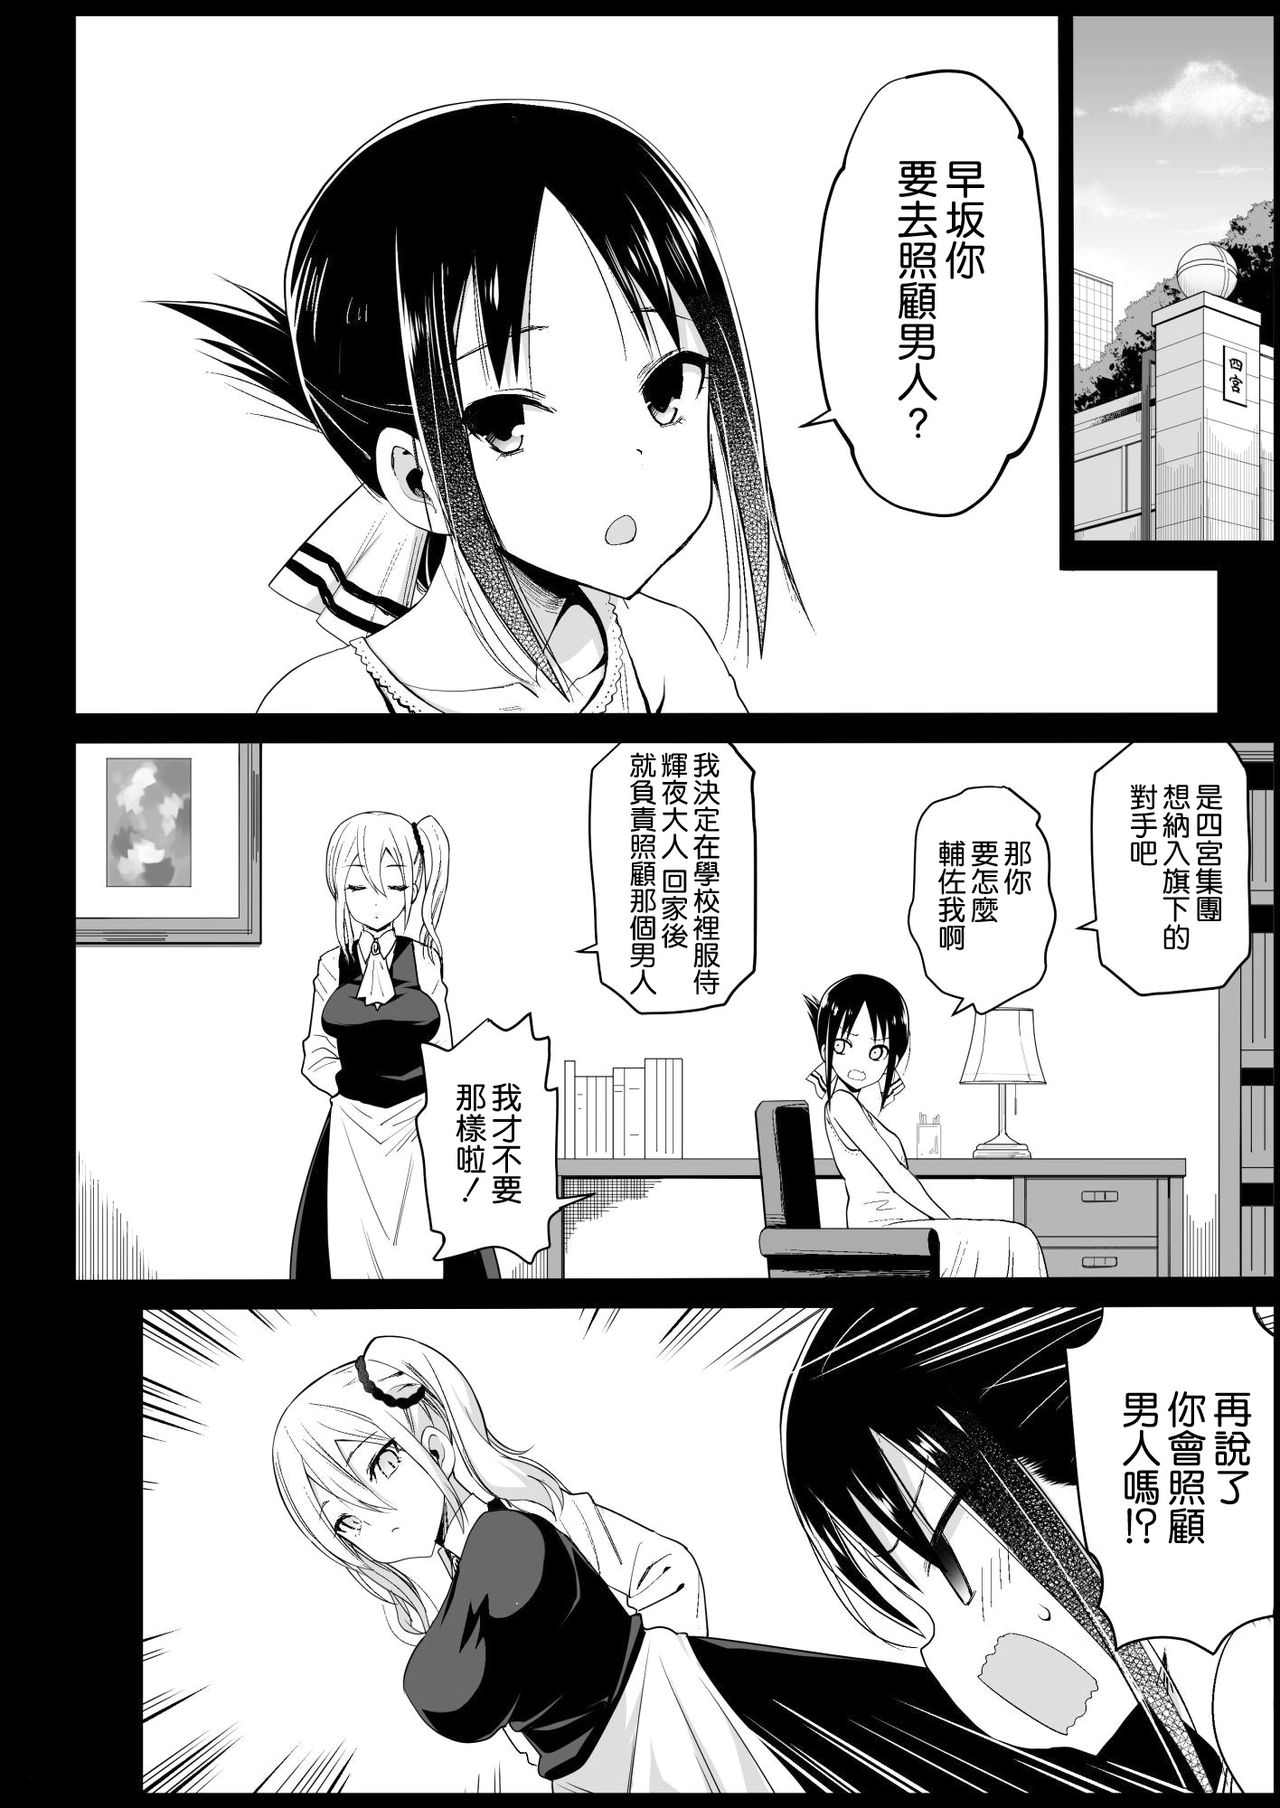 四宮
早坂你
要去照顧男人？
是四宮集團
想納入旗下的
對手吧
那你
要怎麼
輔佐我啊
我決定在學校裡服侍
輝夜大人 回家後
就負責照顧那個男人
我才不要
那樣啦！
再說了
你會照顧
男人嗎！？